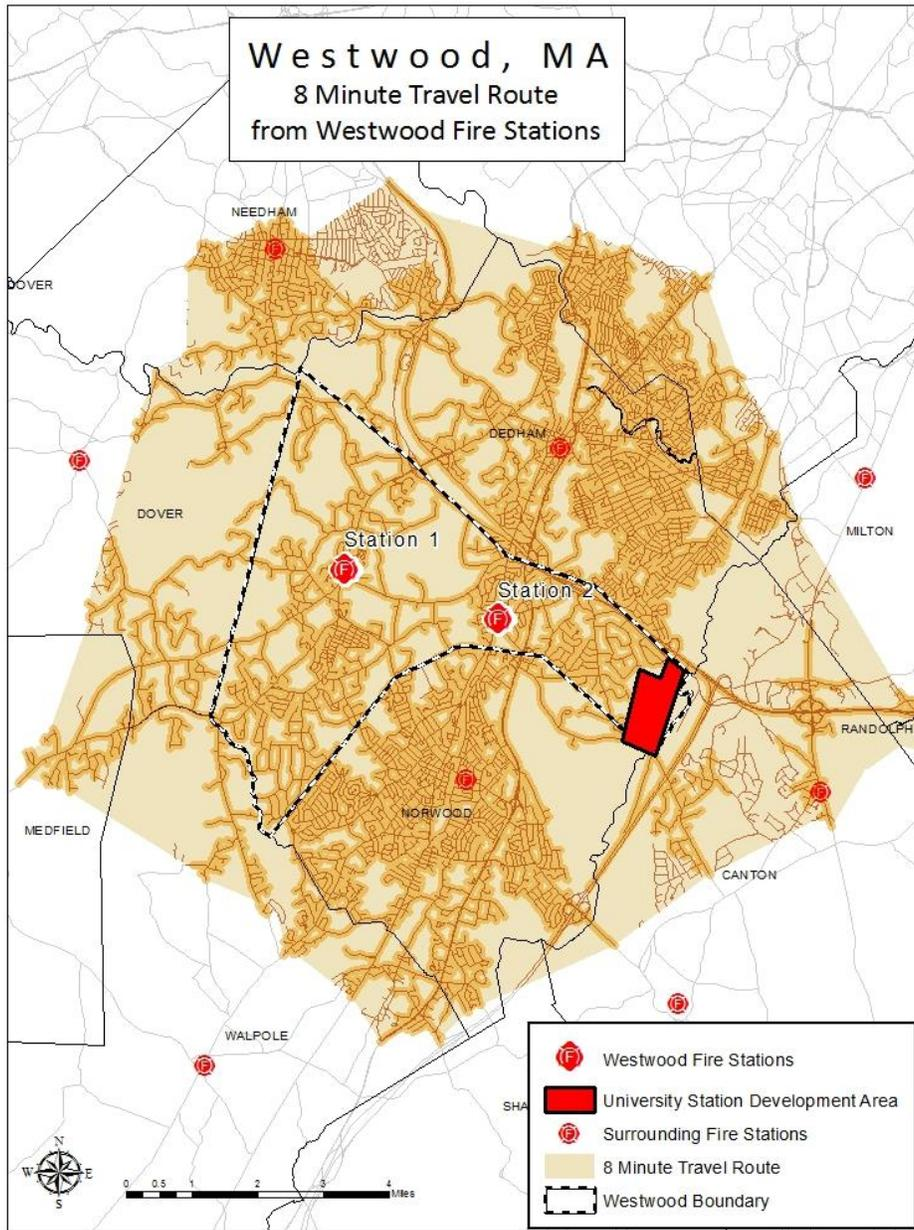 Westwood, MA
8 Minute Travel Route
from Westwood Fire Stations
NEEDHAM
DOVER
DEDHAM
DOVER
MILTON
Station 1
Station 2
RANDOLPH
NORWOOD
MEDFIELD
CANTON
WALPOLE
SHA
Westwood Fire Stations
University Station Development Area
Surrounding Fire Stations
8 Minute Travel Route
Westwood Boundary
N
W E
S
0 0.5 1 2 3 4
Miles
F
F
F
F
F
F
F
F
F
F
F
F